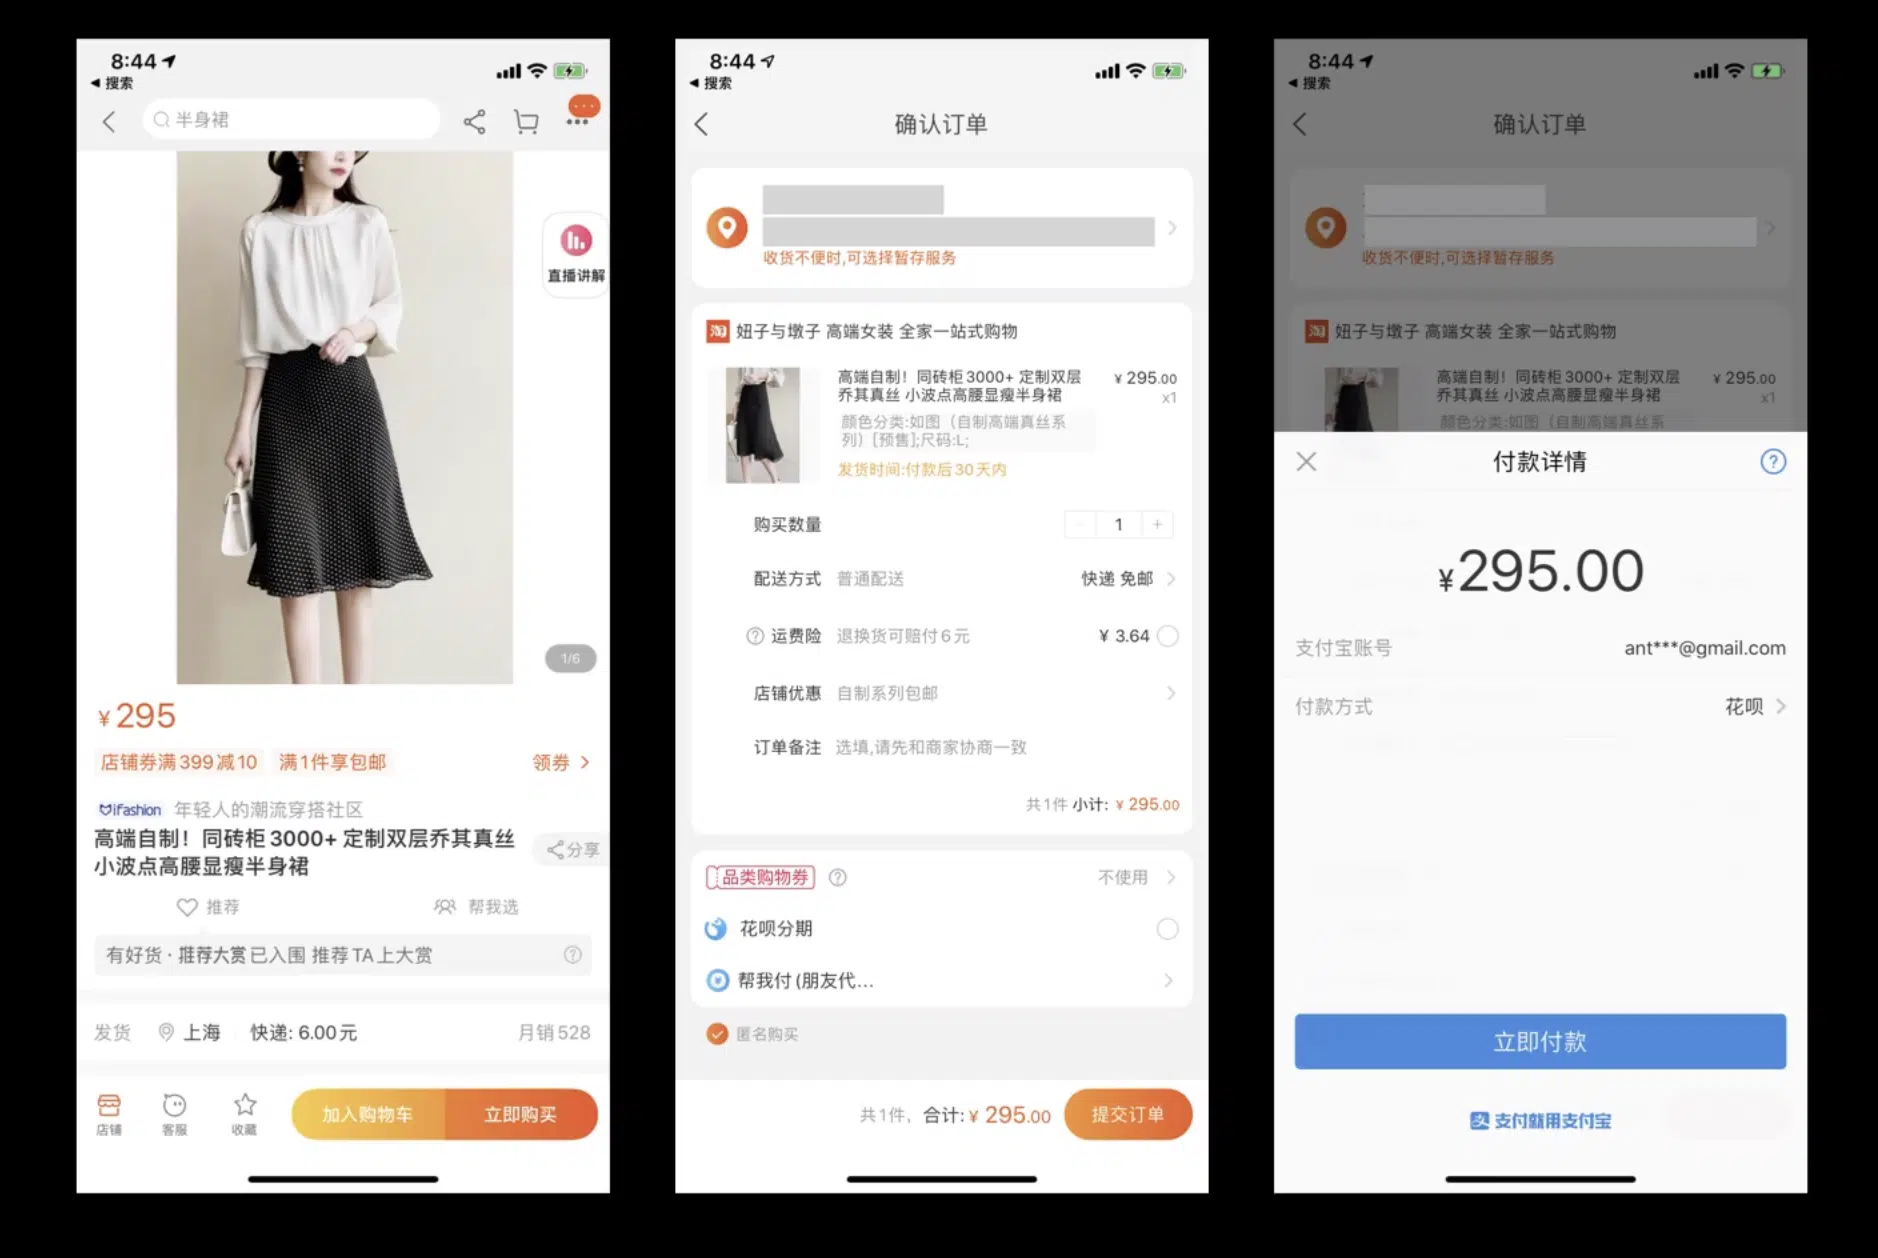 8:44
搜索
半身裙
直播讲解
1/6
¥295
店铺券满399减10 满1件享包邮 领券
ifashion 年轻人的潮流穿搭社区
高端自制！同砖柜3000+ 定制双层乔其真丝
小波点高腰显瘦半身裙
分享
推荐 帮我选
有好货·推荐大赏已入围 推荐TA上大赏
发货 上海 快递: 6.00元 月销528
店铺 客服 收藏 加入购物车 立即购买
8:44
搜索
确认订单
收货不便时,可选择暂存服务
淘 妞子与墩子 高端女装 全家一站式购物
高端自制！同砖柜3000+ 定制双层 ¥295.00
乔其真丝 小波点高腰显瘦半身裙 x1
颜色分类:如图（自制高端真丝系
列）[预售];尺码:L;
发货时间:付款后30天内
购买数量 - 1 +
配送方式 普通配送 快递 免邮
运费险 退换货可赔付6元 ¥ 3.64
店铺优惠 自制系列包邮
订单备注 选填,请先和商家协商一致
共1件 小计: ¥ 295.00
品类购物券 不使用
花呗分期
帮我付(朋友代...
匿名购买
共1件, 合计: ¥ 295.00 提交订单
8:44
搜索
确认订单
收货不便时,可选择暂存服务
淘 妞子与墩子 高端女装 全家一站式购物
高端自制！同砖柜3000+ 定制双层 ¥295.00
乔其真丝 小波点高腰显瘦半身裙 x1
颜色分类:如图（自制高端真丝系
付款详情
¥295.00
支付宝账号 ant***@gmail.com
付款方式 花呗
立即付款
支 支付就用支付宝